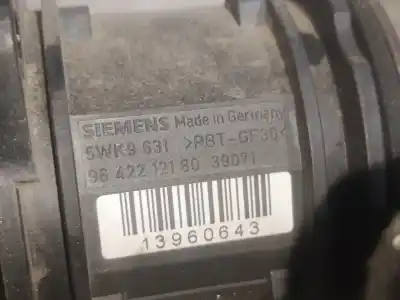 SIEMENS Made in Germany
5WK9 631 >PBT-GF30<
96 422 121 80 39071
13960643